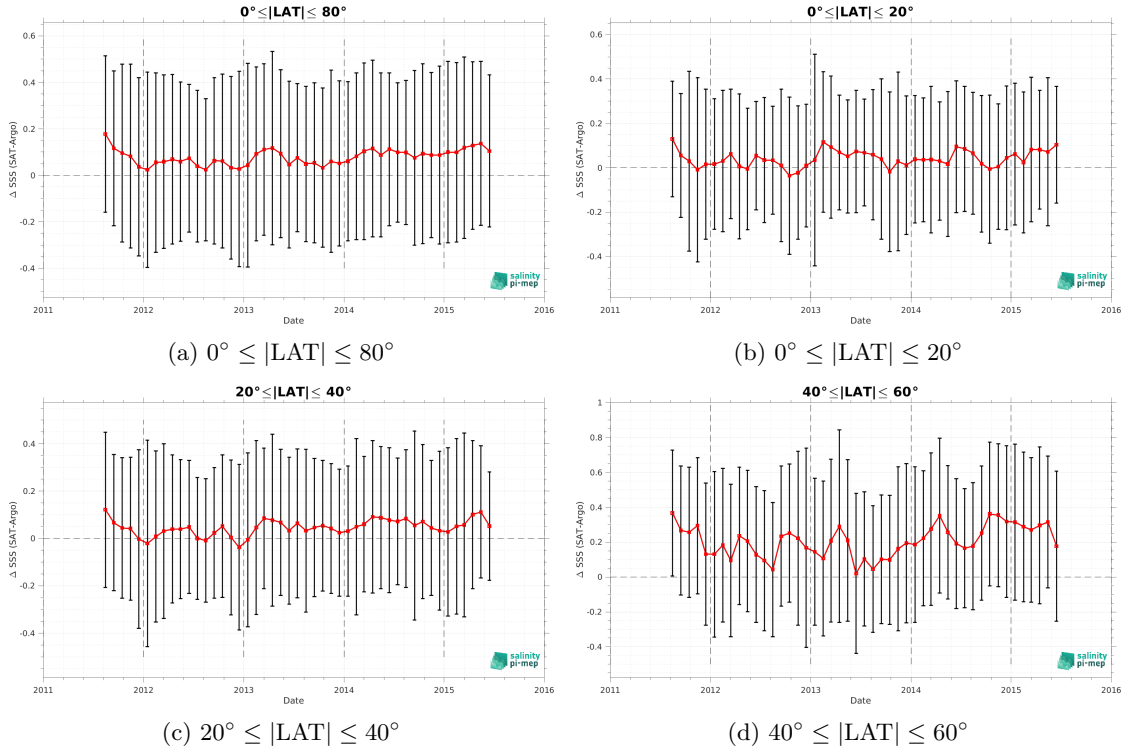 0°≤|LAT|≤ 80°
Δ SSS (SAT-Argo)
0.6
0.4
0.2
0
-0.2
-0.4
2011 2012 2013 2014 2015 2016
Date
salinity
pi-mep
(a) 0° ≤ |LAT| ≤ 80°
0°≤|LAT|≤ 20°
Δ SSS (SAT-Argo)
0.6
0.4
0.2
0
-0.2
-0.4
2011 2012 2013 2014 2015 2016
Date
salinity
pi-mep
(b) 0° ≤ |LAT| ≤ 20°
20°≤|LAT|≤ 40°
Δ SSS (SAT-Argo)
0.4
0.2
0
-0.2
-0.4
2011 2012 2013 2014 2015 2016
Date
salinity
pi-mep
(c) 20° ≤ |LAT| ≤ 40°
40°≤|LAT|≤ 60°
Δ SSS (SAT-Argo)
1
0.8
0.6
0.4
0.2
0
-0.2
-0.4
2011 2012 2013 2014 2015 2016
Date
salinity
pi-mep
(d) 40° ≤ |LAT| ≤ 60°